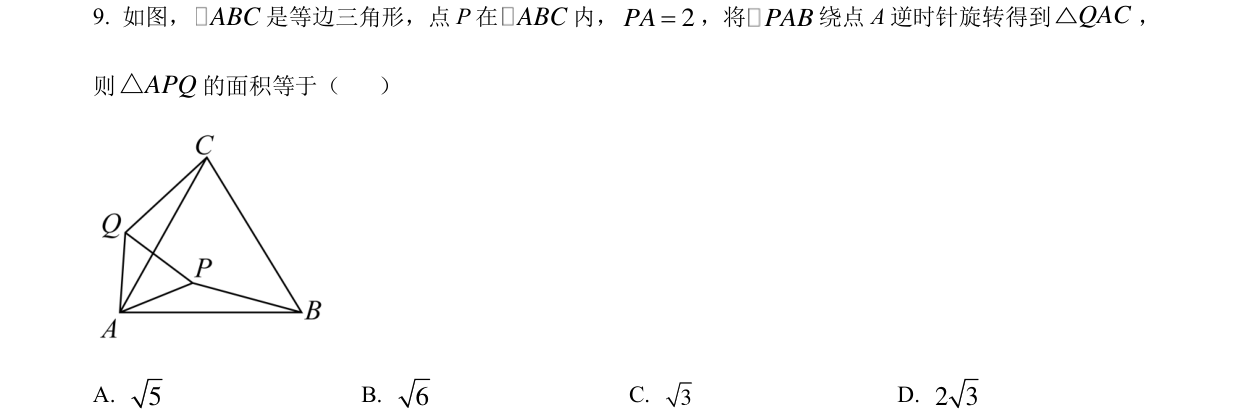 9. 如图，□ABC 是等边三角形，点 P 在□ABC 内，PA = 2，将□PAB 绕点 A 逆时针旋转得到△QAC，
则△APQ 的面积等于（ ）
C
Q
P
B
A
A. √5 B. √6 C. √3 D. 2√3